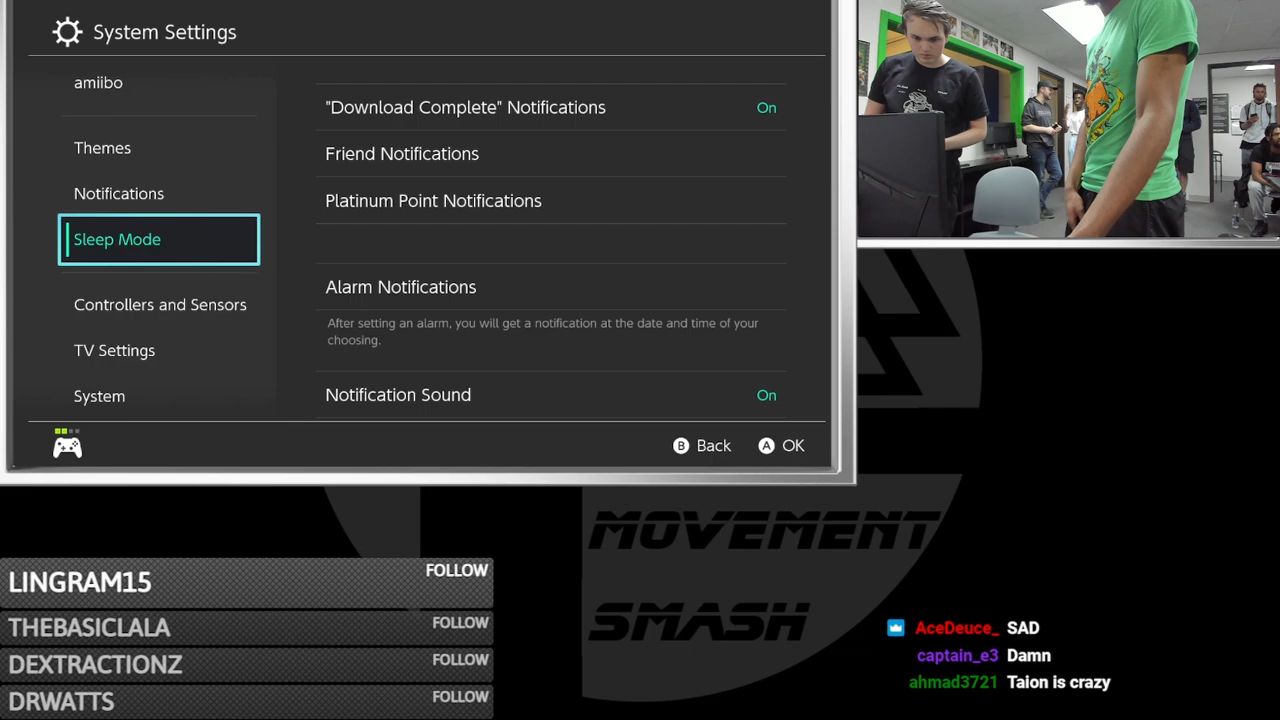 System Settings
amiibo
Themes
Notifications
Sleep Mode
Controllers and Sensors
TV Settings
System
"Download Complete" Notifications On
Friend Notifications
Platinum Point Notifications
Alarm Notifications
After setting an alarm, you will get a notification at the date and time of your
choosing.
Notification Sound On
B Back A OK
MOVEMENT
SMASH
LINGRAM15 FOLLOW
THEBASICLALA FOLLOW
DEXTRACTIONZ FOLLOW
DRWATTS FOLLOW
AceDeuce_ SAD
captain_e3 Damn
ahmad3721 Taion is crazy